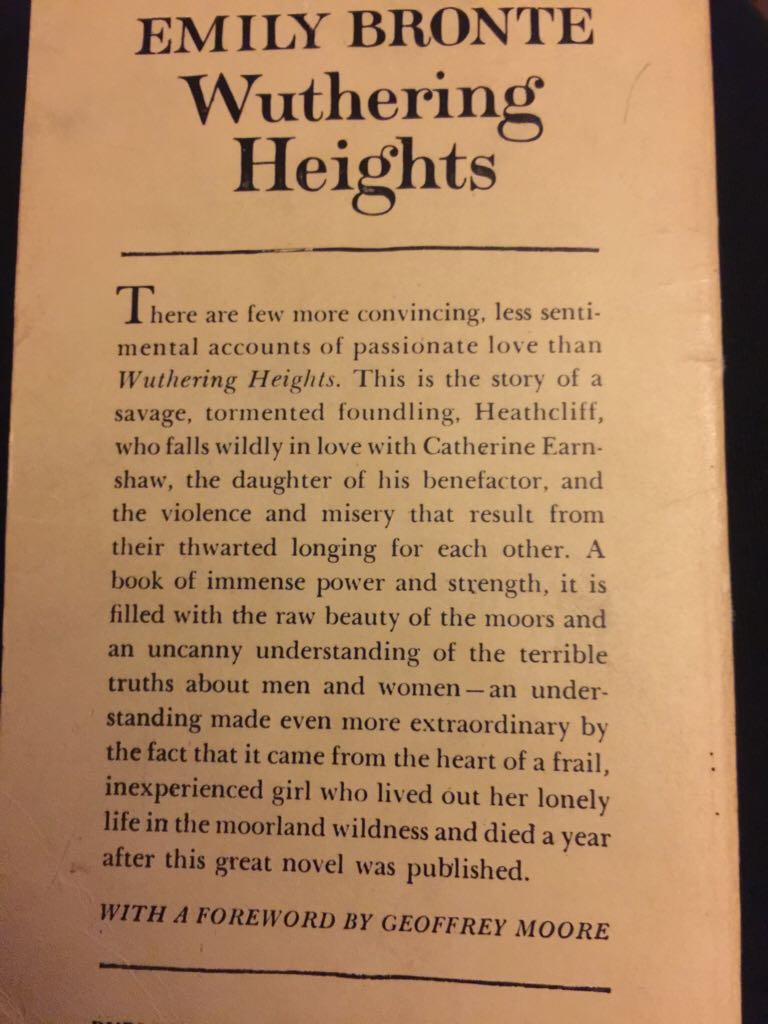 EMILY BRONTE
Wuthering
Heights
There are few more convincing, less senti-
mental accounts of passionate love than
Wuthering Heights. This is the story of a
savage, tormented foundling, Heathcliff,
who falls wildly in love with Catherine Earn-
shaw, the daughter of his benefactor, and
the violence and misery that result from
their thwarted longing for each other. A
book of immense power and strength, it is
filled with the raw beauty of the moors and
an uncanny understanding of the terrible
truths about men and women—an under-
standing made even more extraordinary by
the fact that it came from the heart of a frail,
inexperienced girl who lived out her lonely
life in the moorland wildness and died a year
after this great novel was published.
WITH A FOREWORD BY GEOFFREY MOORE